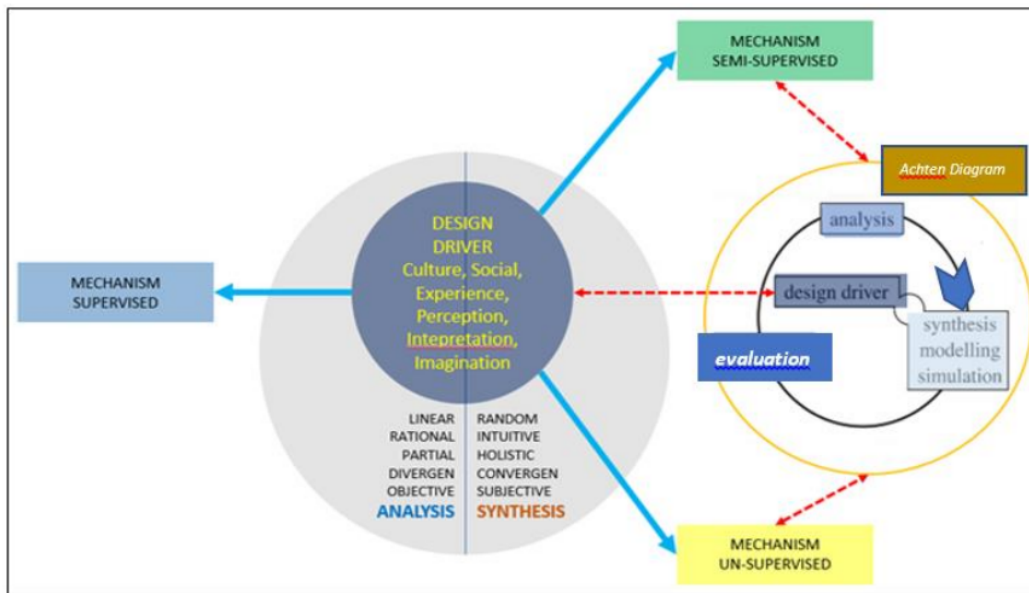 MECHANISM
SEMI-SUPERVISED
Achten Diagram
analysis
DESIGN
DRIVER
Culture, Social,
Experience,
Perception,
Intepretation,
Imagination
MECHANISM
SUPERVISED
design driver
synthesis
modelling
simulation
evaluation
LINEAR
RATIONAL
PARTIAL
DIVERGEN
OBJECTIVE
ANALYSIS
RANDOM
INTUITIVE
HOLISTIC
CONVERGEN
SUBJECTIVE
SYNTHESIS
MECHANISM
UN-SUPERVISED